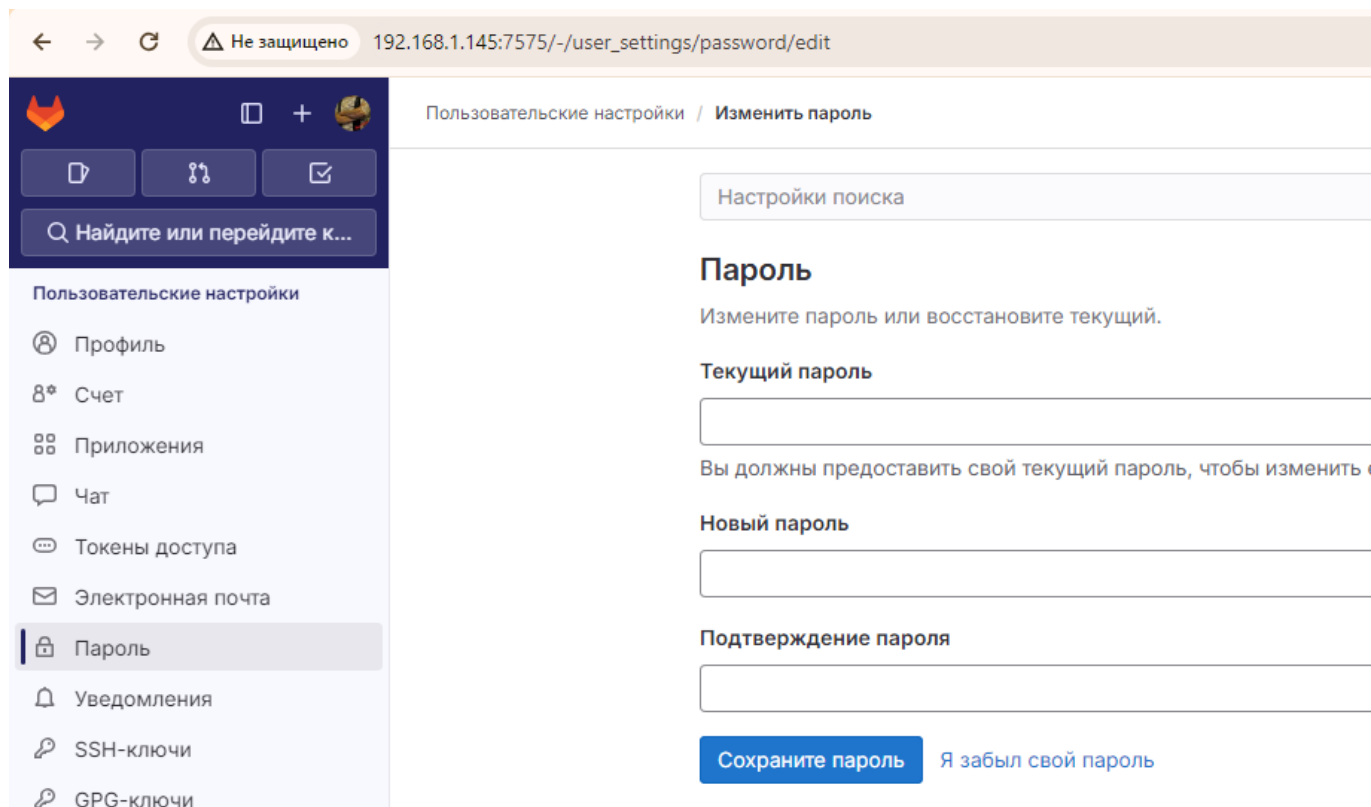 Не защищено 192.168.1.145:7575/-/user_settings/password/edit
Пользовательские настройки / Изменить пароль
Найдите или перейдите к...
Пользовательские настройки
Профиль
8* Счет
Приложения
Чат
Токены доступа
Электронная почта
Пароль
Уведомления
SSH-ключи
GPG-ключи
Настройки поиска
Пароль
Измените пароль или восстановите текущий.
Текущий пароль
Вы должны предоставить свой текущий пароль, чтобы изменить
Новый пароль
Подтверждение пароля
Сохраните пароль Я забыл свой пароль